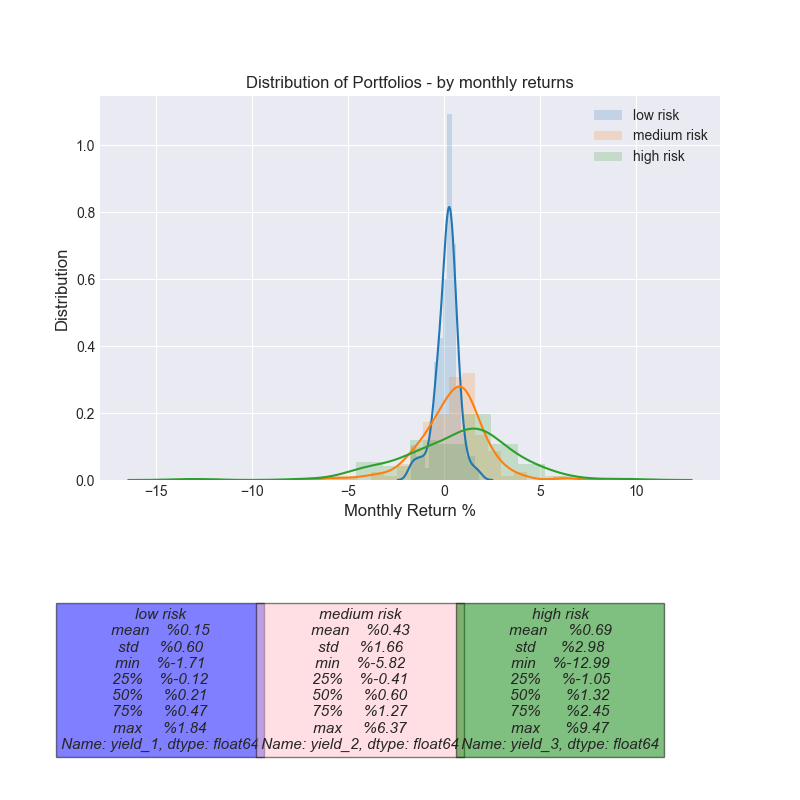 Distribution of Portfolios - by monthly returns
low risk
medium risk
high risk
1.0
0.8
0.6
0.4
0.2
0.0
Distribution
−15 −10 −5 0 5 10
Monthly Return %
low risk
mean %0.15
std %0.60
min %-1.71
25% %-0.12
50% %0.21
75% %0.47
max %1.84
Name: yield_1, dtype: float64
medium risk
mean %0.43
std %1.66
min %-5.82
25% %-0.41
50% %0.60
75% %1.27
max %6.37
Name: yield_2, dtype: float64
high risk
mean %0.69
std %2.98
min %-12.99
25% %-1.05
50% %1.32
75% %2.45
max %9.47
Name: yield_3, dtype: float64